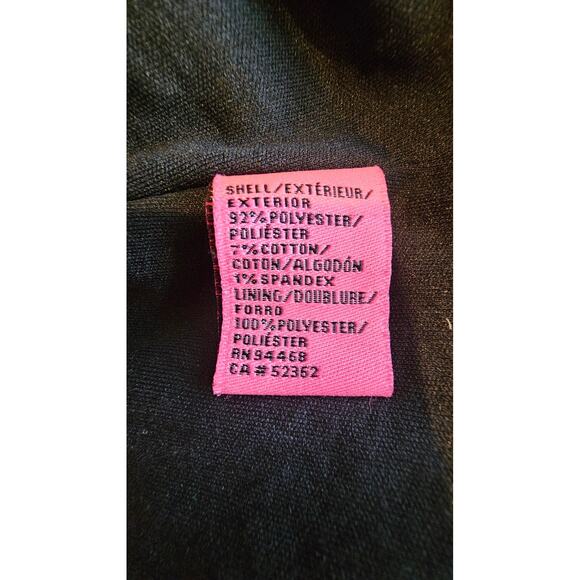 SHELL/EXTÉRIEUR/
EXTERIOR
92%POLYESTER/
POLIÉSTER
7%COTTON/
COTON/ALGODÓN
1%SPANDEX
LINING/DOUBLURE/
FORRO
100%POLYESTER/
POLIÉSTER
RN94468
CA#52362